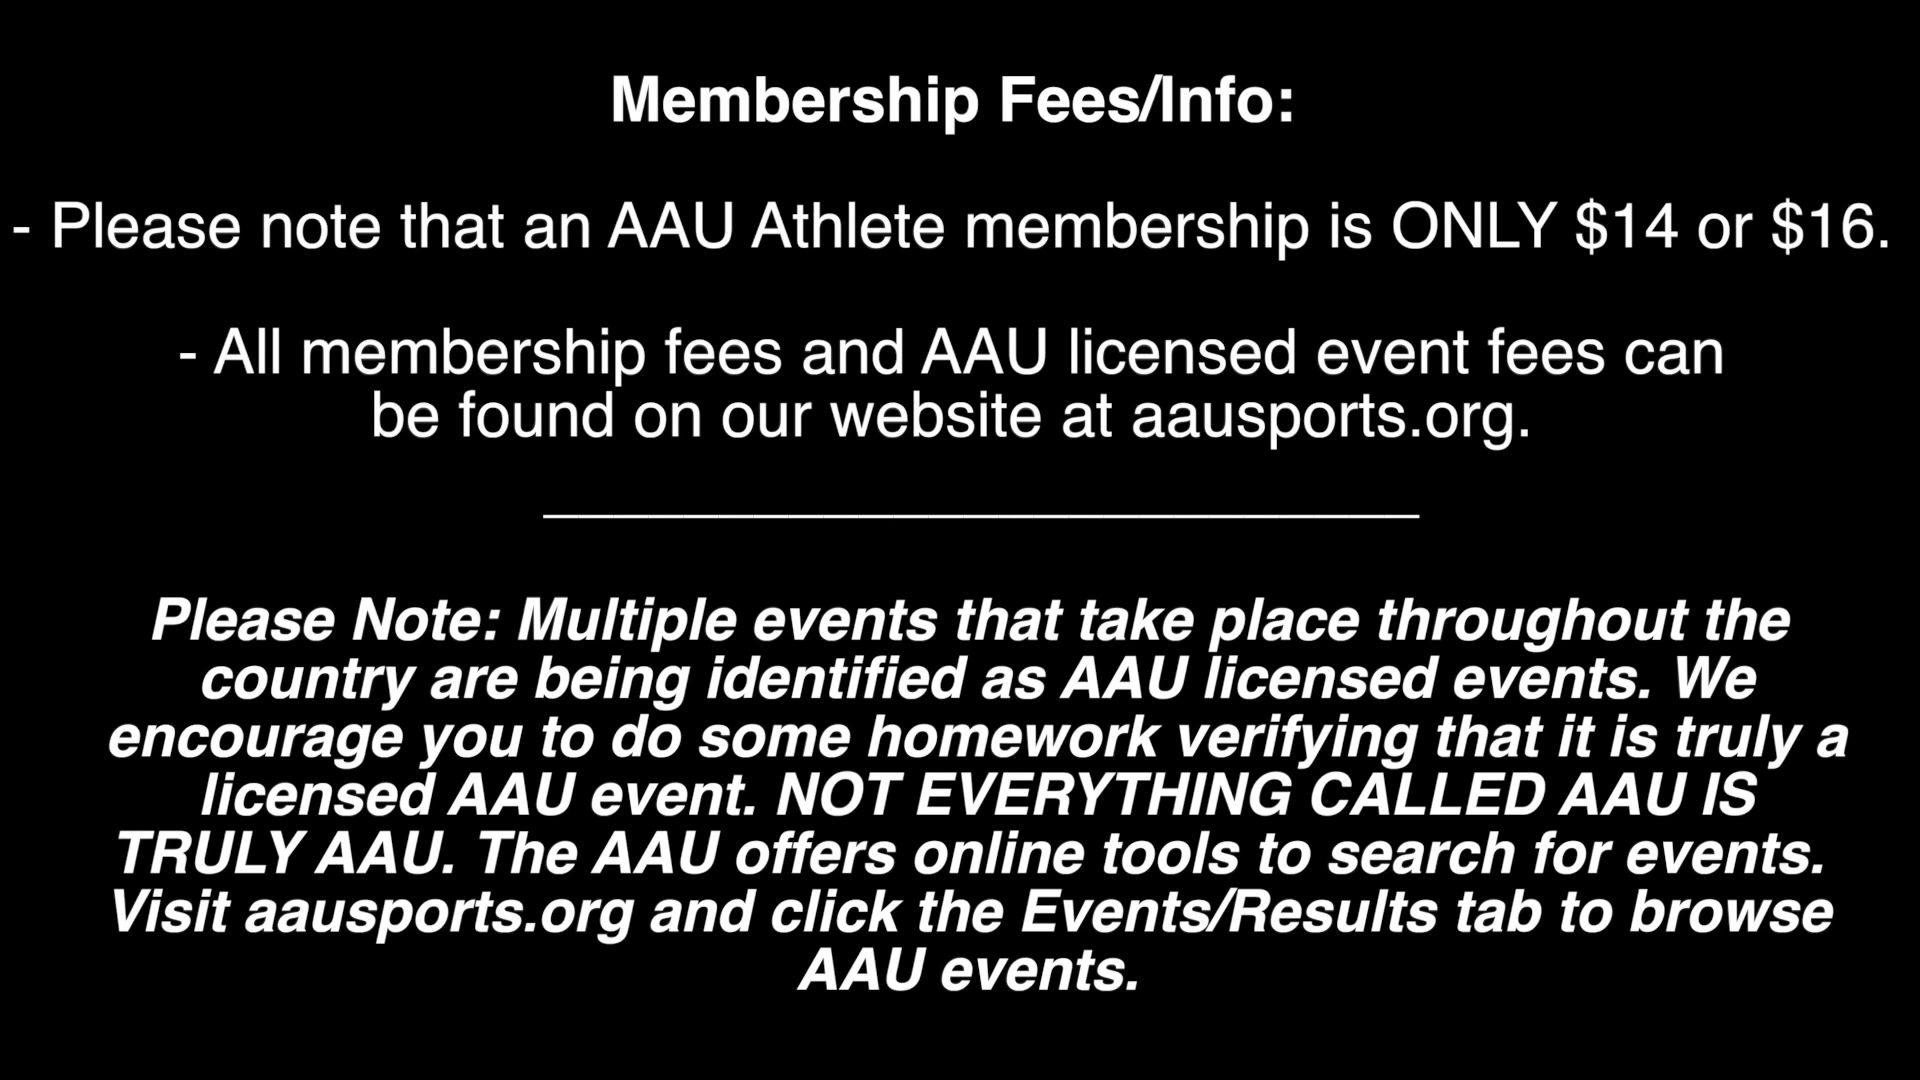 Membership Fees/Info:
- Please note that an AAU Athlete membership is ONLY $14 or $16.
- All membership fees and AAU licensed event fees can
be found on our website at aausports.org.
Please Note: Multiple events that take place throughout the
country are being identified as AAU licensed events. We
encourage you to do some homework verifying that it is truly a
licensed AAU event. NOT EVERYTHING CALLED AAU IS
TRULY AAU. The AAU offers online tools to search for events.
Visit aausports.org and click the Events/Results tab to browse
AAU events.